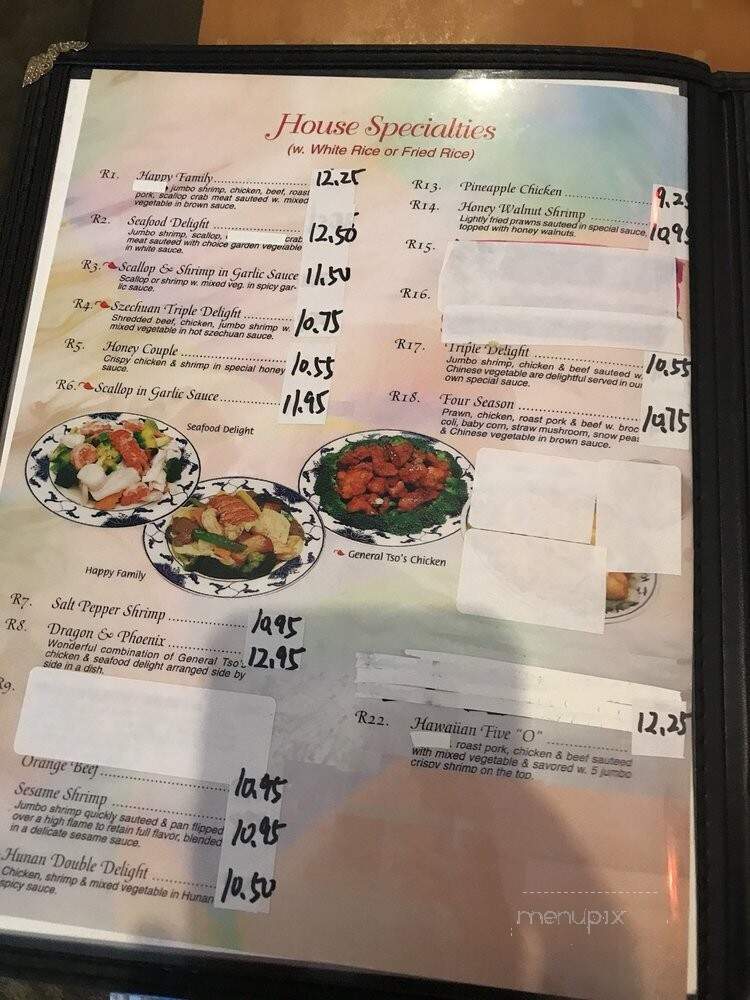 House Specialties
(w. White Rice or Fried Rice)
R1. Happy Family 12.25
jumbo shrimp, chicken, beef, roast
pork, scallop crab meat sauteed w. mixed
vegetable in brown sauce.
R2. Seafood Delight 12.50
Jumbo shrimp, scallop, crab
meat sauteed with choice garden vegetable
in white sauce.
R3. Scallop & Shrimp in Garlic Sauce 11.50
Scallop or shrimp w. mixed veg. in spicy gar-
lic sauce.
R4. Szechuan Triple Delight 10.75
Shredded beef, chicken, jumbo shrimp w.
mixed vegetable in hot szechuan sauce.
R5. Honey Couple 10.55
Crispy chicken & shrimp in special honey
sauce.
R6. Scallop in Garlic Sauce 11.95
Seafood Delight
Happy Family
General Tso's Chicken
R7. Salt Pepper Shrimp 10.95
R8. Dragon & Phoenix 12.95
Wonderful combination of General Tso's
chicken & seafood delight arranged side by
side in a dish.
R9.
Orange Beef 10.95
Sesame Shrimp 10.95
Jumbo shrimp quickly sauteed & pan flipped
over a high flame to retain full flavor, blended
in a delicate sesame sauce.
Hunan Double Delight 10.50
Chicken, shrimp & mixed vegetable in Hunan
spicy sauce.
R13. Pineapple Chicken 9.25
R14. Honey Walnut Shrimp 10.95
Lightly fried prawns sauteed in special sauce,
topped with honey walnuts.
R15.
R16.
R17. Triple Delight 10.55
Jumbo shrimp, chicken & beef sauteed w.
Chinese vegetable are delightful served in our
own special sauce.
R18. Four Season 10.75
Prawn, chicken, roast pork & beef w. broc
coli, baby corn, straw mushroom, snow peas
& Chinese vegetable in brown sauce.
R22. Hawaiian Five "O" 12.25
, roast pork, chicken & beef sauteed
with mixed vegetable & savored w. 5 jumbo
crispy shrimp on the top.
menupix